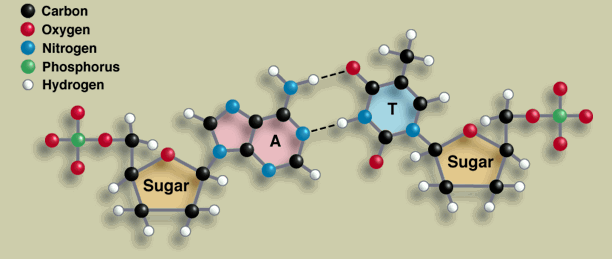 Carbon
Oxygen
Nitrogen
Phosphorus
Hydrogen
A
T
Sugar
Sugar